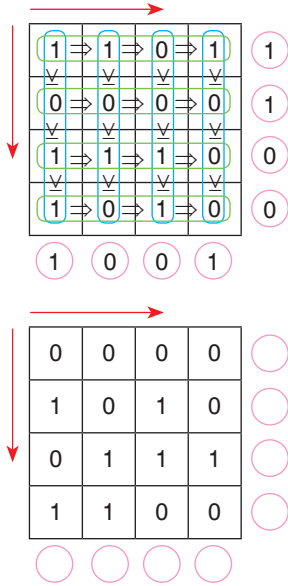 1 ⇒ 1 ⇒ 0 ⇒ 1 1
⊻ ⊻ ⊻ ⊻
0 ⇒ 0 ⇒ 0 ⇒ 0 1
⊻ ⊻ ⊻ ⊻
1 ⇒ 1 ⇒ 1 ⇒ 0 0
⊻ ⊻ ⊻ ⊻
1 ⇒ 0 ⇒ 1 ⇒ 0 0
1 0 0 1
0 0 0 0
1 0 1 0
0 1 1 1
1 1 0 0